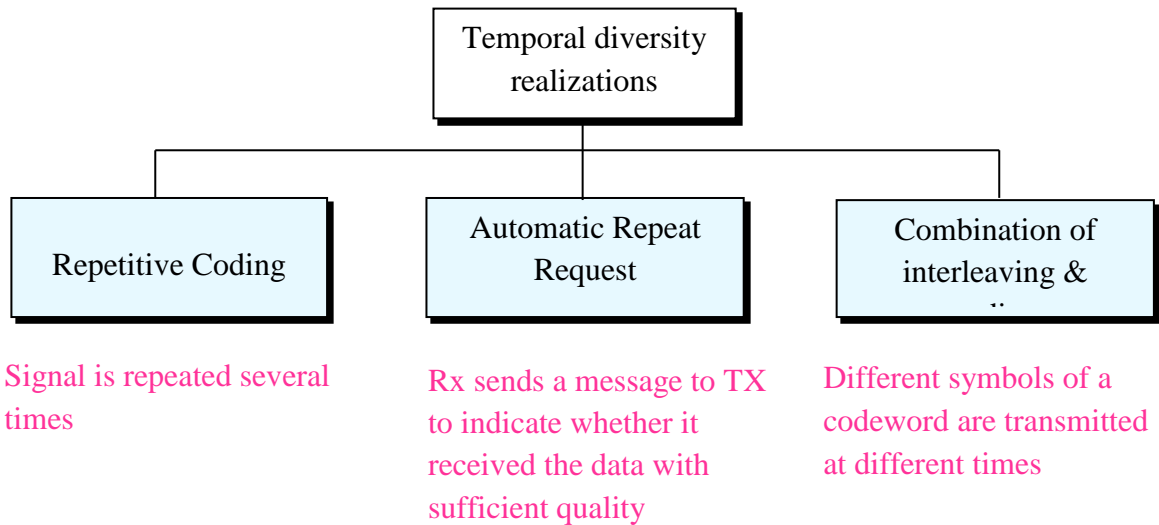 Temporal diversity
realizations
Repetitive Coding
Automatic Repeat
Request
Combination of
interleaving &
Signal is repeated several
times
Rx sends a message to TX
to indicate whether it
received the data with
sufficient quality
Different symbols of a
codeword are transmitted
at different times